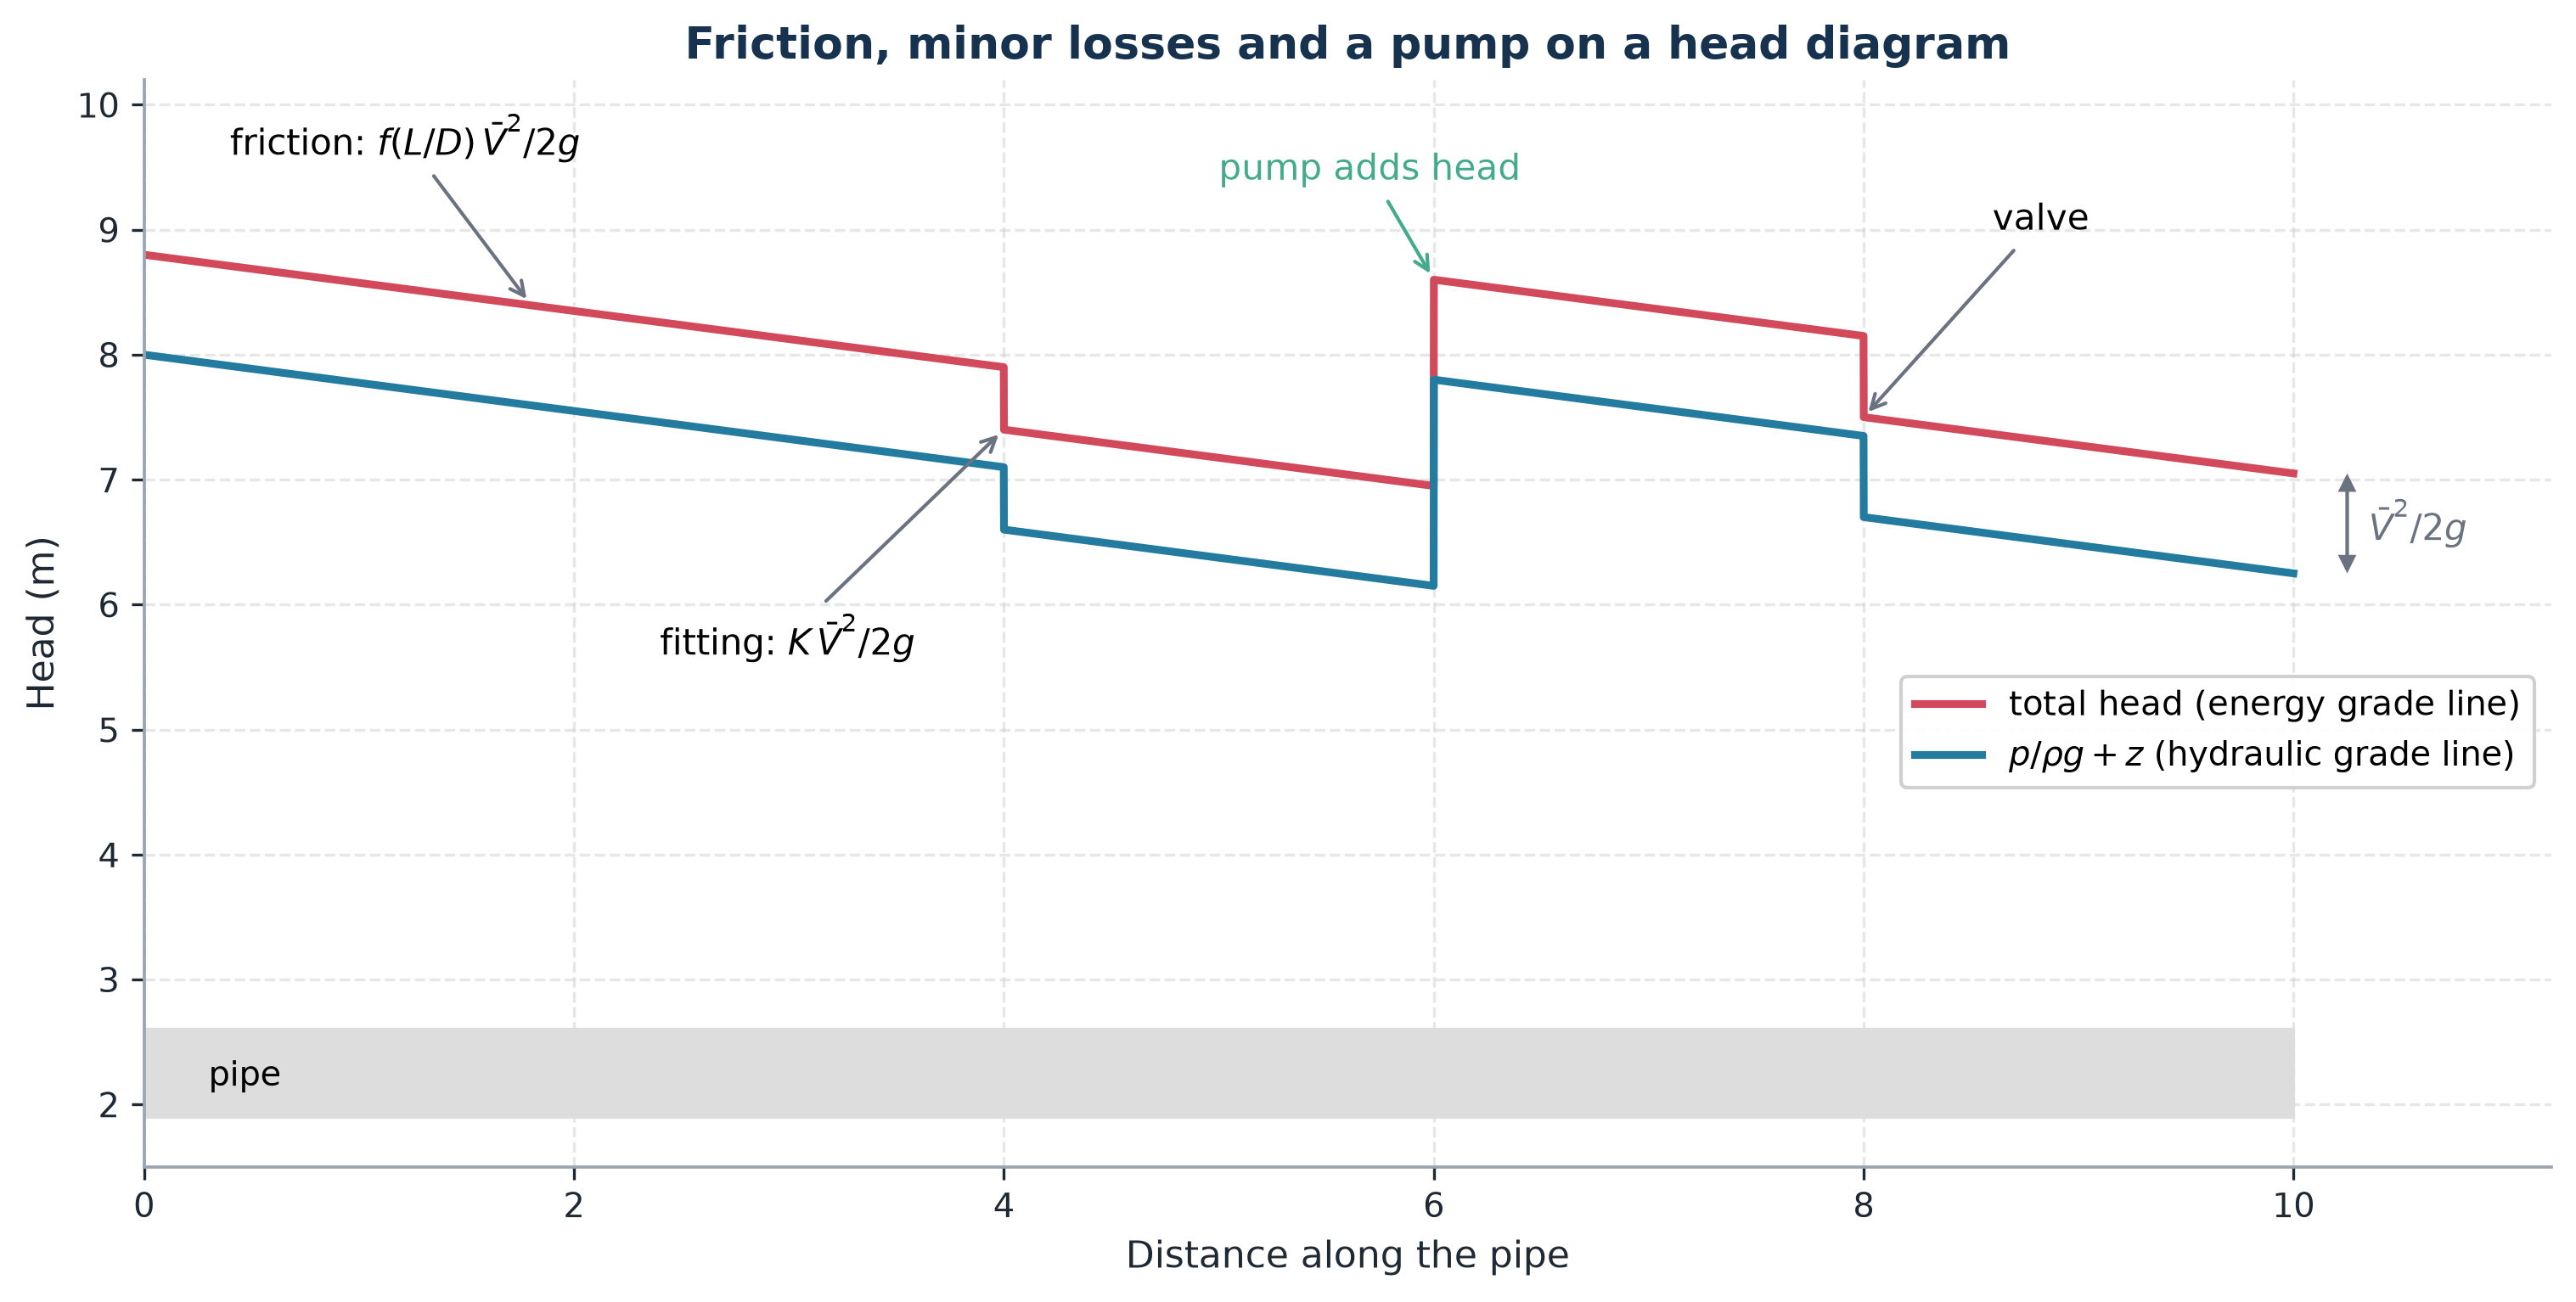 Friction, minor losses and a pump on a head diagram
10
9
8
7
6
5
4
3
2
Head (m)
friction: f(L/D) V̄²/2g
pump adds head
valve
fitting: K V̄²/2g
V̄²/2g
total head (energy grade line)
p/ρg + z (hydraulic grade line)
pipe
0
2
4
6
8
10
Distance along the pipe